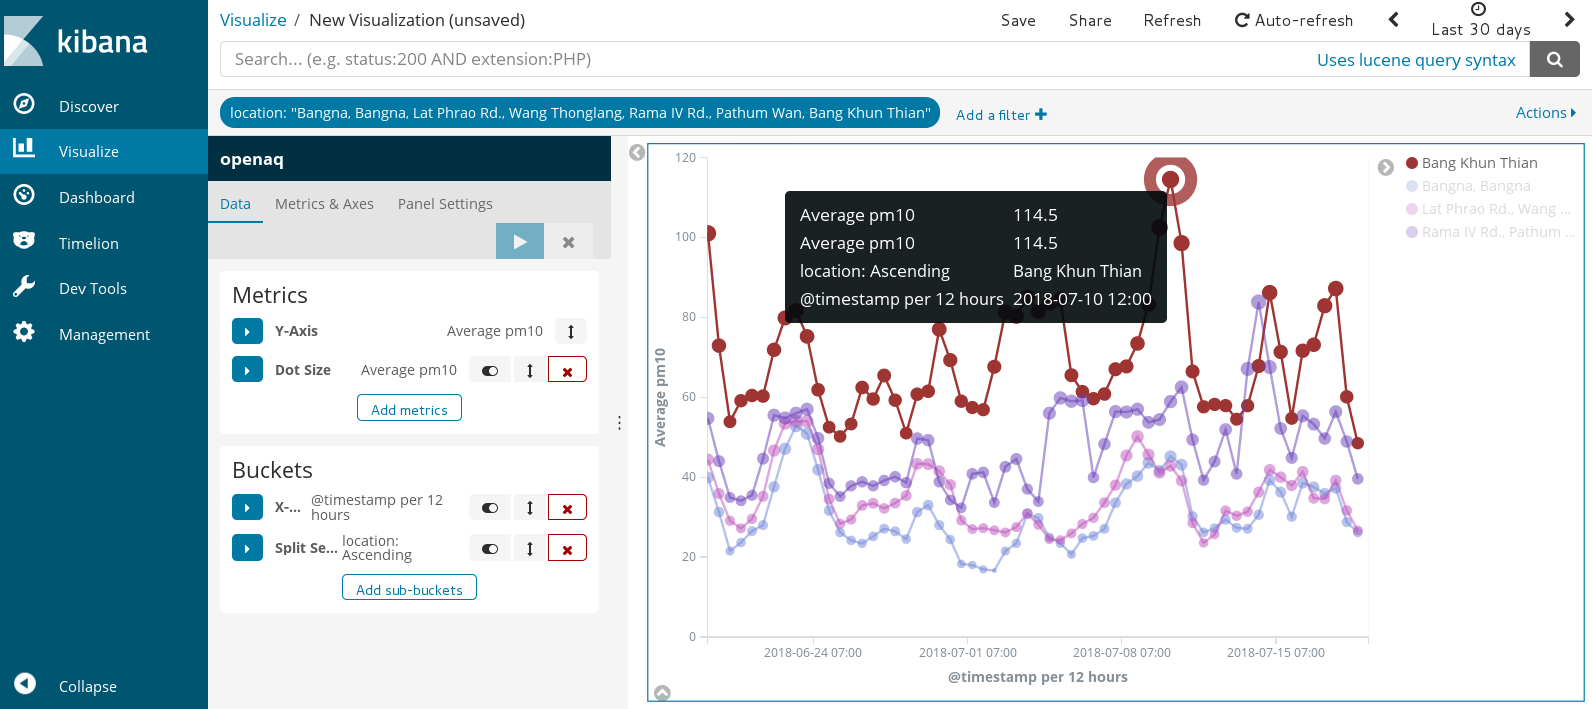 kibana
Discover
Visualize
Dashboard
Timelion
Dev Tools
Management
Collapse
Visualize / New Visualization (unsaved)
Save Share Refresh Auto-refresh Last 30 days
Search... (e.g. status:200 AND extension:PHP) Uses lucene query syntax
location: "Bangna, Bangna, Lat Phrao Rd., Wang Thonglang, Rama IV Rd., Pathum Wan, Bang Khun Thian" Add a filter Actions
openaq
Data Metrics & Axes Panel Settings
Metrics
Y-Axis Average pm10
Dot Size Average pm10
Add metrics
Buckets
X-... @timestamp per 12
hours
Split Se... location:
Ascending
Add sub-buckets
120
100
80
60
40
20
0
Average pm10
Average pm10 114.5
Average pm10 114.5
location: Ascending Bang Khun Thian
@timestamp per 12 hours 2018-07-10 12:00
2018-06-24 07:00 2018-07-01 07:00 2018-07-08 07:00 2018-07-15 07:00
@timestamp per 12 hours
Bang Khun Thian
Bangna, Bangna
Lat Phrao Rd., Wang ...
Rama IV Rd., Pathum ...